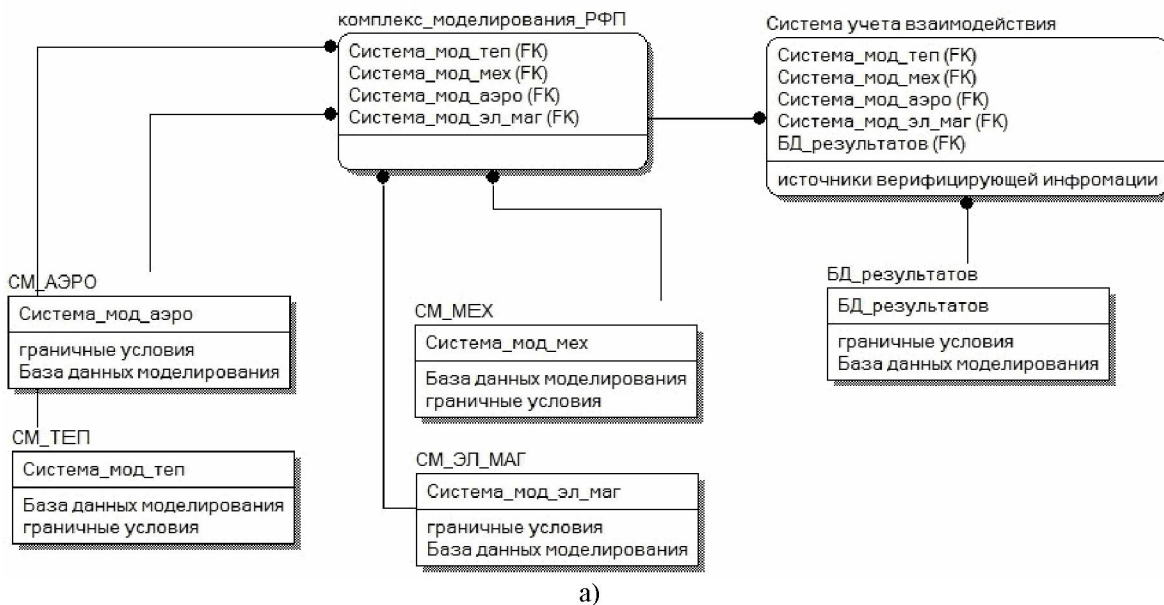 комплекс_моделирования_РФП
Система_мод_теп (FK)
Система_мод_мех (FK)
Система_мод_аэро (FK)
Система_мод_эл_маг (FK)
Система учета взаимодействия
Система_мод_теп (FK)
Система_мод_мех (FK)
Система_мод_аэро (FK)
Система_мод_эл_маг (FK)
БД_результатов (FK)
источники верифицирующей инфромации
СМ_АЭРО
Система_мод_аэро
граничные условия
База данных моделирования
СМ_МЕХ
Система_мод_мех
База данных моделирования
граничные условия
БД_результатов
БД_результатов
граничные условия
База данных моделирования
СМ_ТЕП
Система_мод_теп
База данных моделирования
граничные условия
СМ_ЭЛ_МАГ
Система_мод_эл_маг
граничные условия
База данных моделирования
а)